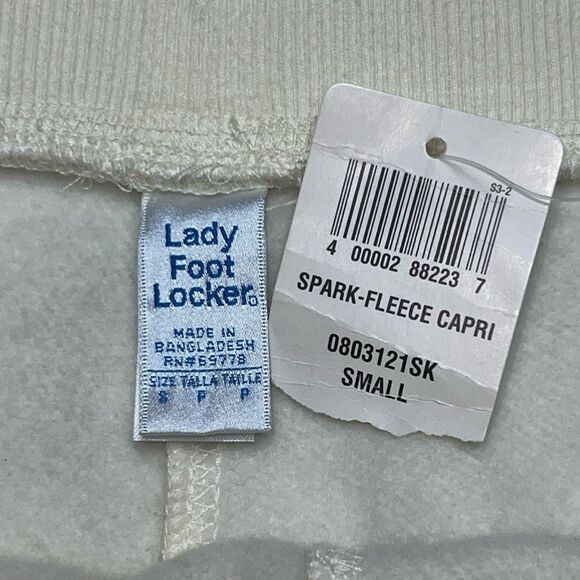 Lady
Foot
Locker®
MADE IN
BANGLADESH
RN#69778
SIZE TALLA TAILLE
S P P
S3-2
4 00002 88223 7
SPARK-FLEECE CAPRI
0803121SK
SMALL